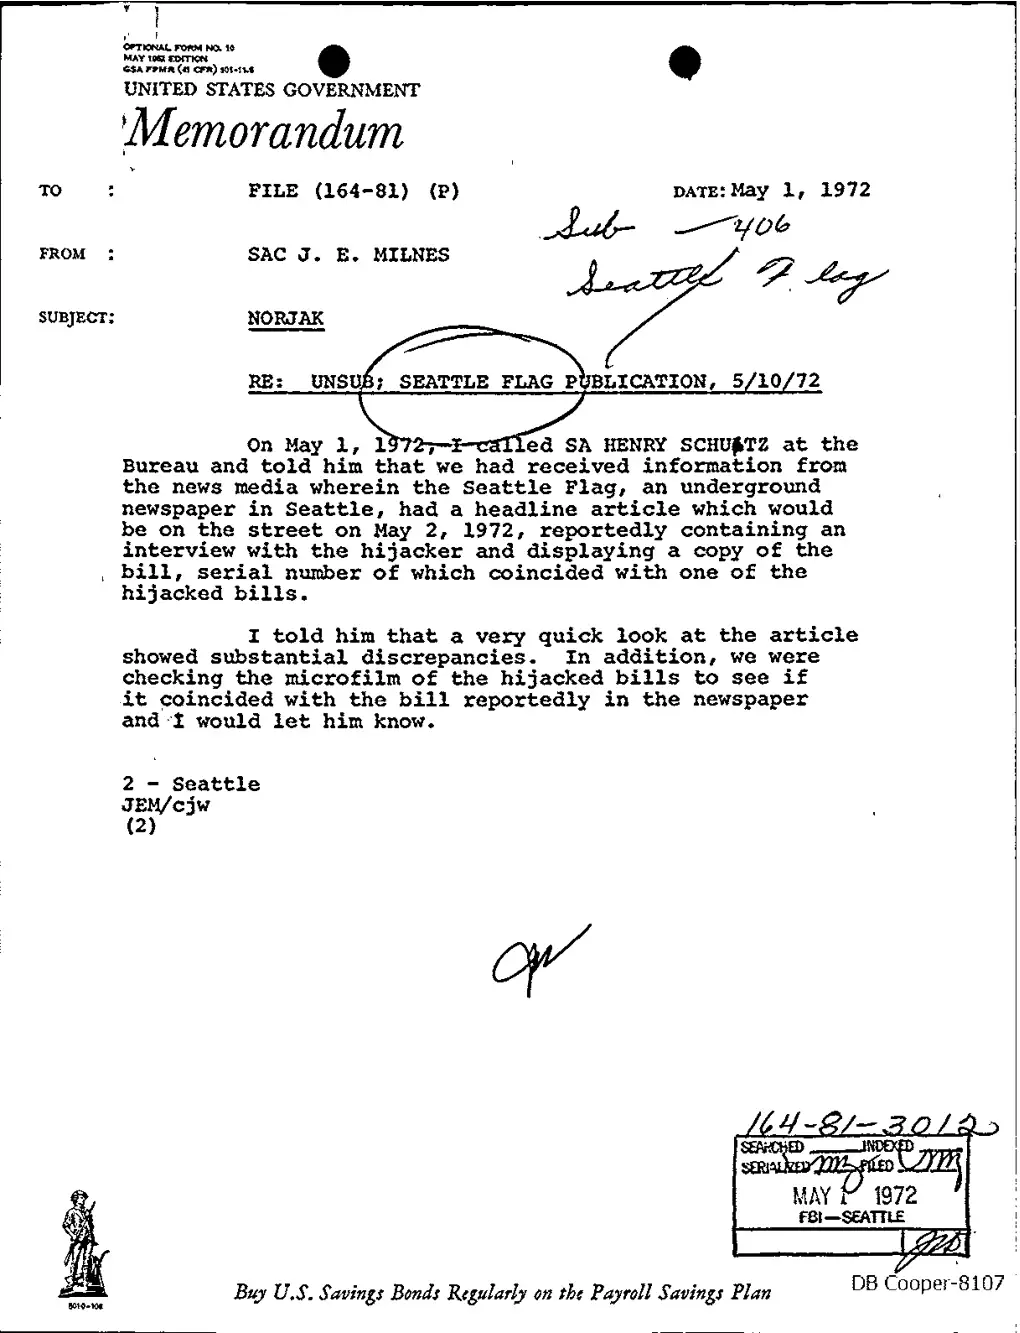 OPTIONAL FORM NO. 10
MAY 1962 EDITION
GSA FPMR (41 CFR) 101-11.6
UNITED STATES GOVERNMENT
Memorandum
TO : FILE (164-81) (P) DATE: May 1, 1972
Sub - 406
FROM : SAC J. E. MILNES
Seattle Flag
SUBJECT: NORJAK
RE: UNSUB; SEATTLE FLAG PUBLICATION, 5/10/72
On May 1, 1972, I called SA HENRY SCHUTZ at the
Bureau and told him that we had received information from
the news media wherein the Seattle Flag, an underground
newspaper in Seattle, had a headline article which would
be on the street on May 2, 1972, reportedly containing an
interview with the hijacker and displaying a copy of the
bill, serial number of which coincided with one of the
hijacked bills.
I told him that a very quick look at the article
showed substantial discrepancies. In addition, we were
checking the microfilm of the hijacked bills to see if
it coincided with the bill reportedly in the newspaper
and I would let him know.
2 - Seattle
JEM/cjw
(2)
164-81-3012
SEARCHED INDEXED
SERIALIZED FILED
MAY 1 1972
FBI-SEATTLE
5010-108
Buy U.S. Savings Bonds Regularly on the Payroll Savings Plan
DB Cooper-8107